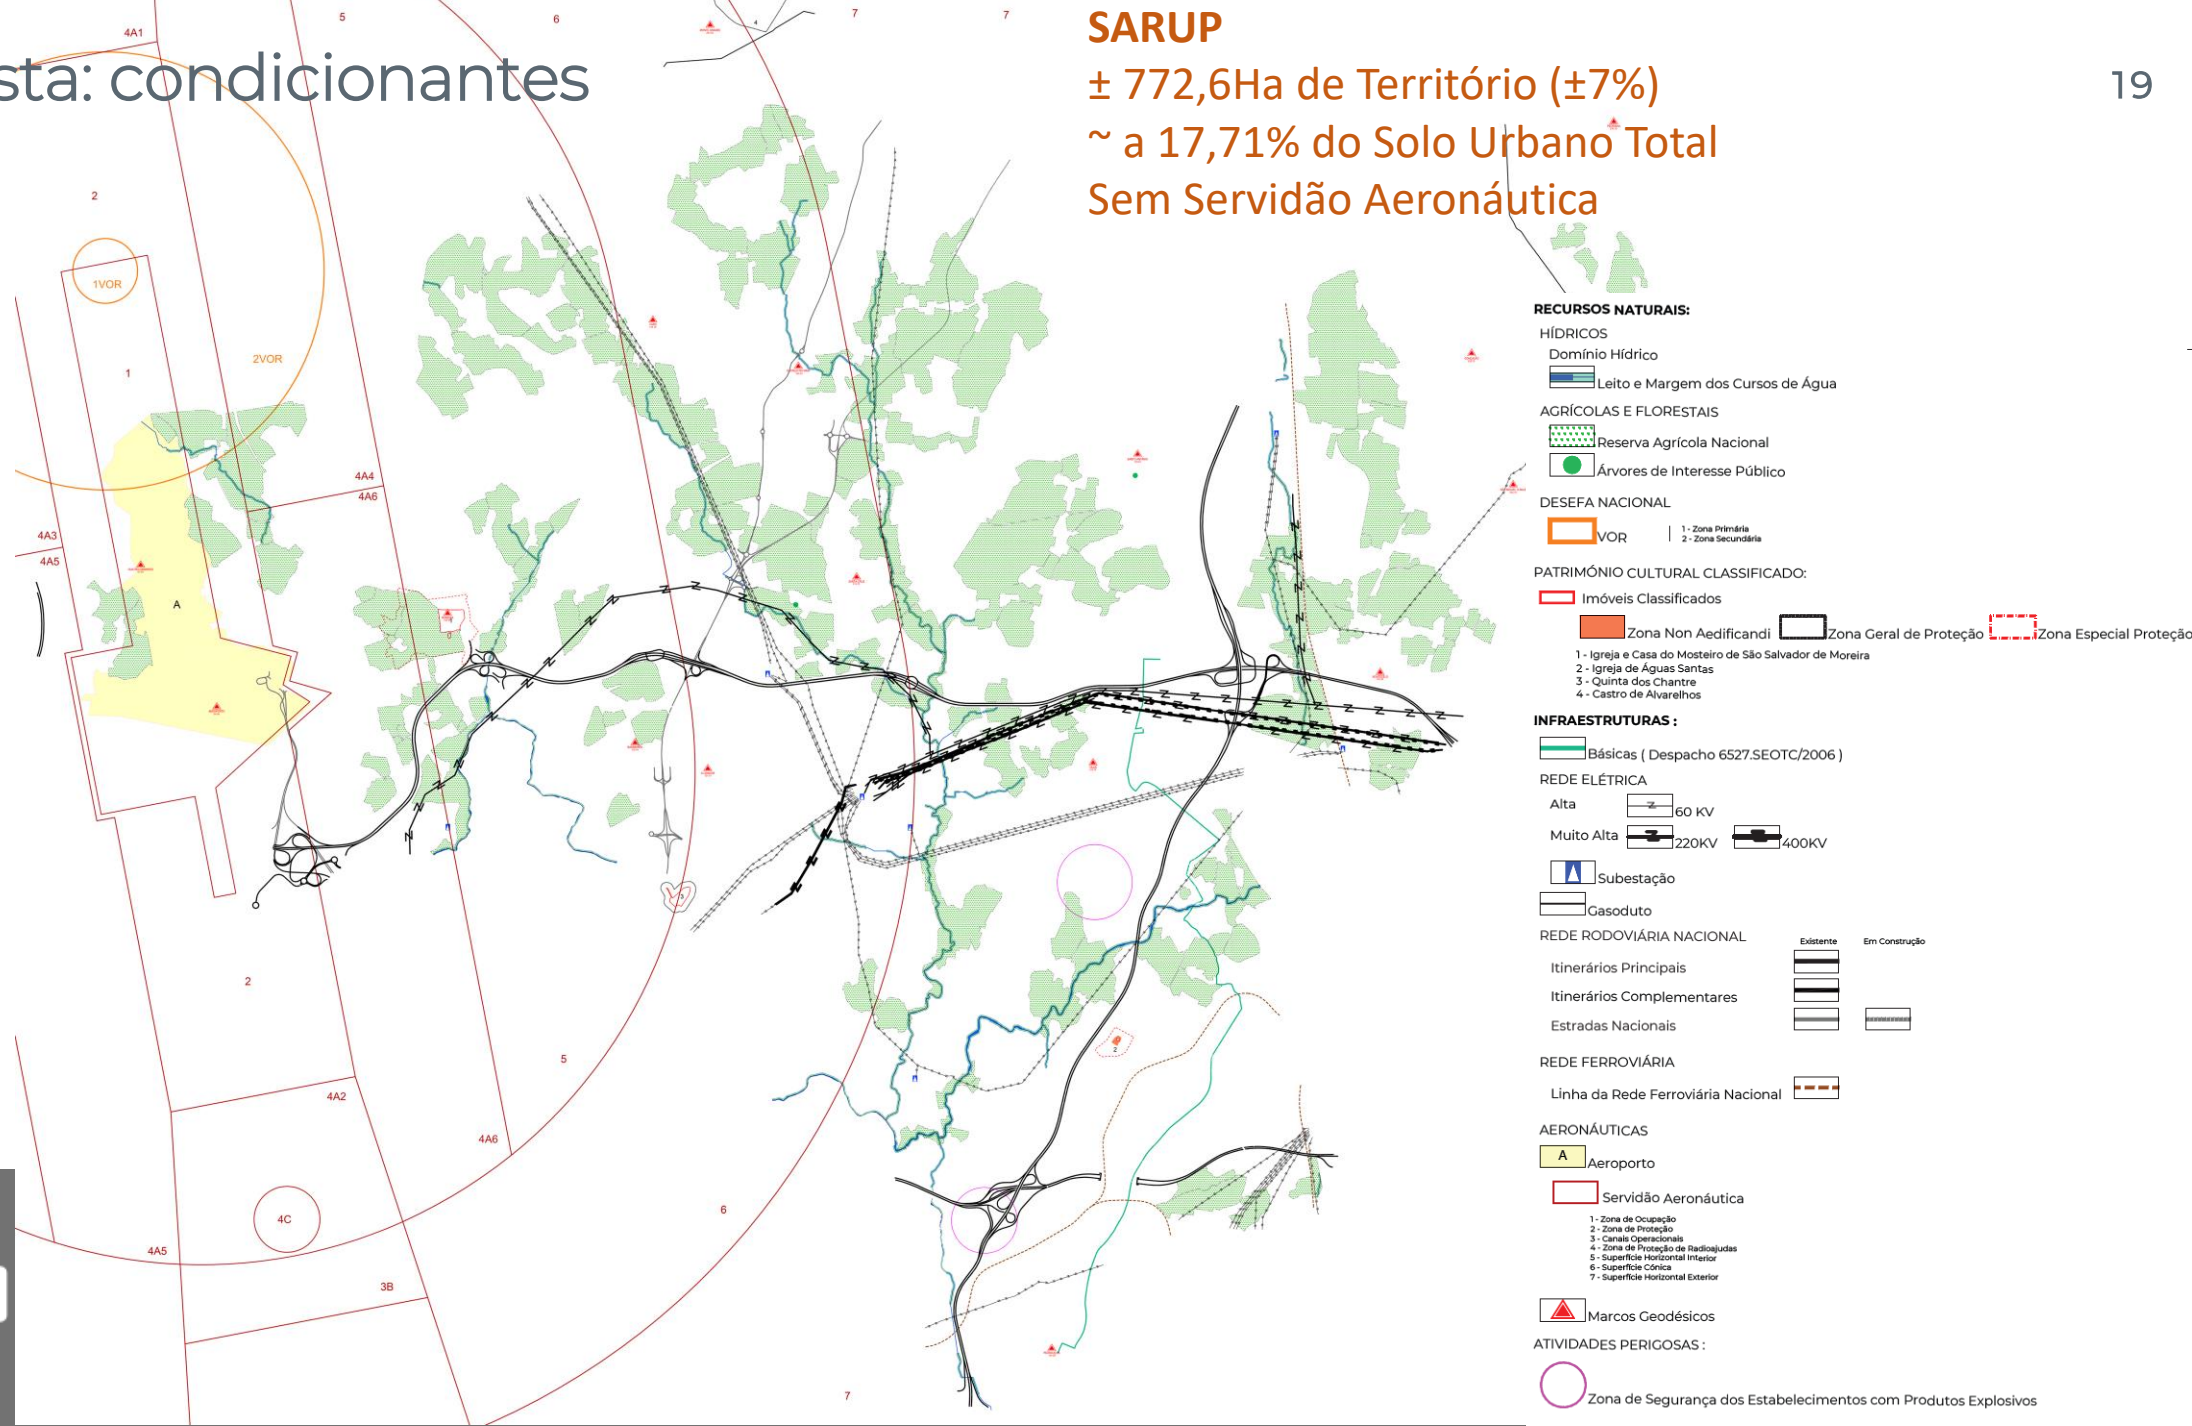 sta: condicionantes
SARUP
± 772,6Ha de Território (±7%)
~ a 17,71% do Solo Urbano Total
Sem Servidão Aeronáutica
19
4A1
5
6
4
7
7
2
1VOR
2VOR
1
4A4
4A6
4A3
4A5
A
3
2
5
4A2
4A6
2
6
4C
4A5
3B
7
RECURSOS NATURAIS:
HÍDRICOS
Domínio Hídrico
Leito e Margem dos Cursos de Água
AGRÍCOLAS E FLORESTAIS
Reserva Agrícola Nacional
Árvores de Interesse Público
DESEFA NACIONAL
VOR
1 - Zona Primária
2 - Zona Secundária
PATRIMÓNIO CULTURAL CLASSIFICADO:
Imóveis Classificados
Zona Non Aedificandi Zona Geral de Proteção Zona Especial Proteção
1 - Igreja e Casa do Mosteiro de São Salvador de Moreira
2 - Igreja de Águas Santas
3 - Quinta dos Chantre
4 - Castro de Alvarelhos
INFRAESTRUTURAS :
Básicas ( Despacho 6527.SEOTC/2006 )
REDE ELÉTRICA
Alta 60 KV
Muito Alta 220KV 400KV
Subestação
Gasoduto
REDE RODOVIÁRIA NACIONAL Existente Em Construção
Itinerários Principais
Itinerários Complementares
Estradas Nacionais
REDE FERROVIÁRIA
Linha da Rede Ferroviária Nacional
AERONÁUTICAS
A Aeroporto
Servidão Aeronáutica
1 - Zona de Ocupação
2 - Zona de Proteção
3 - Canais Operacionais
4 - Zona de Proteção de Radioajudas
5 - Superfície Horizontal Interior
6 - Superfície Cónica
7 - Superfície Horizontal Exterior
Marcos Geodésicos
ATIVIDADES PERIGOSAS :
Zona de Segurança dos Estabelecimentos com Produtos Explosivos